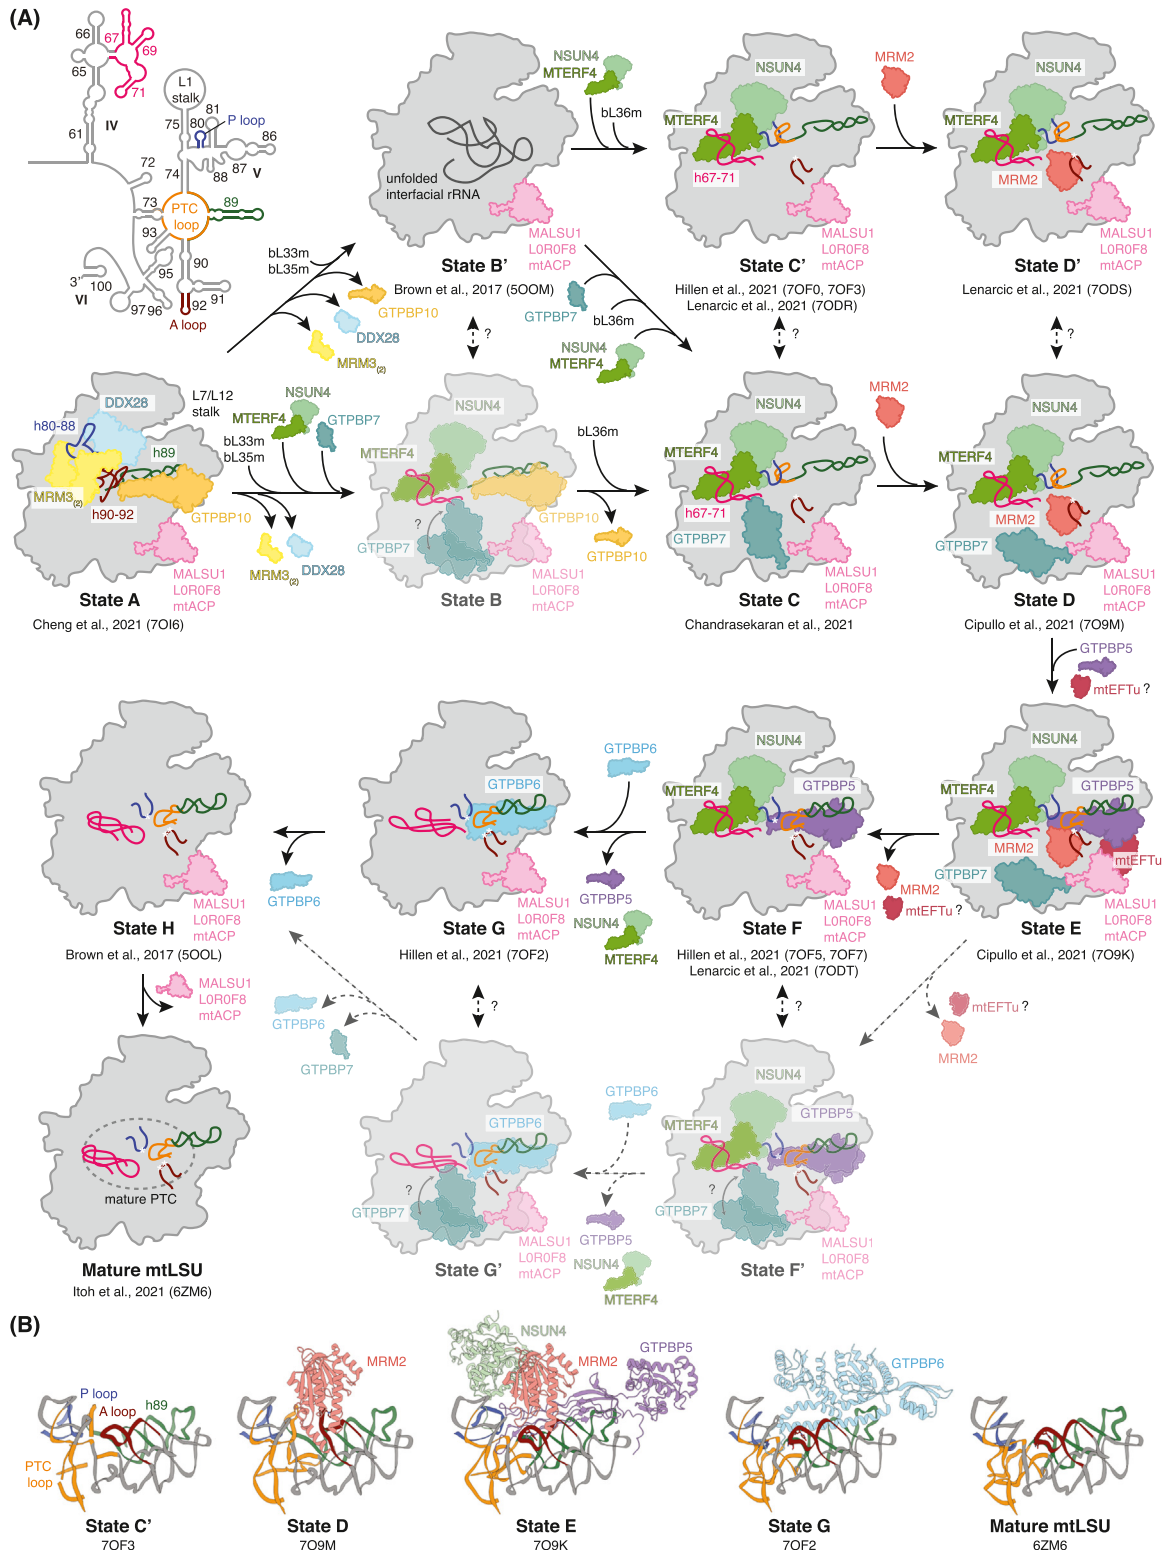 (A)
66
67
69
65
71
61
IV
L1
stalk
75
80
81
P loop
86
87
V
88
72
74
73
PTC
loop
89
93
90
95
3’
100
VI
97
96
92
91
A loop
unfolded
interfacial rRNA
MALSU1
L0R0F8
mtACP
State B’
Brown et al., 2017 (5OOM)
NSUN4
MTERF4
bL36m
NSUN4
MTERF4
h67-71
MALSU1
L0R0F8
mtACP
State C’
Hillen et al., 2021 (7OF0, 7OF3)
Lenarcic et al., 2021 (7ODR)
MRM2
NSUN4
MTERF4
MRM2
MALSU1
L0R0F8
mtACP
State D’
Lenarcic et al., 2021 (7ODS)
bL33m
bL35m
GTPBP10
DDX28
MRM3(2)
?
GTPBP7
bL36m
NSUN4
MTERF4
?
?
DDX28
h80-88
h89
MRM3(2)
h90-92
GTPBP10
L7/L12
stalk
MALSU1
L0R0F8
mtACP
State A
Cheng et al., 2021 (7OI6)
NSUN4
MTERF4
GTPBP7
bL33m
bL35m
MRM3(2)
DDX28
NSUN4
MTERF4
GTPBP10
?
GTPBP7
MALSU1
L0R0F8
mtACP
State B
bL36m
GTPBP10
NSUN4
MTERF4
h67-71
GTPBP7
MALSU1
L0R0F8
mtACP
State C
Chandrasekaran et al., 2021
MRM2
NSUN4
MTERF4
MRM2
GTPBP7
MALSU1
L0R0F8
mtACP
State D
Cipullo et al., 2021 (7O9M)
GTPBP5
mtEFTu ?
MALSU1
L0R0F8
mtACP
State H
Brown et al., 2017 (5OOL)
GTPBP6
GTPBP6
MALSU1
L0R0F8
mtACP
State G
Hillen et al., 2021 (7OF2)
GTPBP6
GTPBP5
NSUN4
MTERF4
NSUN4
MTERF4
GTPBP5
MALSU1
L0R0F8
mtACP
State F
Hillen et al., 2021 (7OF5, 7OF7)
Lenarcic et al., 2021 (7ODT)
MRM2
mtEFTu ?
NSUN4
MTERF4
GTPBP5
MRM2
mtEFTu
GTPBP7
MALSU1
L0R0F8
mtACP
State E
Cipullo et al., 2021 (7O9K)
MALSU1
L0R0F8
mtACP
GTPBP6
GTPBP7
?
?
mtEFTu ?
MRM2
mature PTC
Mature mtLSU
Itoh et al., 2021 (6ZM6)
GTPBP6
?
GTPBP7
MALSU1
L0R0F8
mtACP
State G’
GTPBP6
GTPBP5
NSUN4
MTERF4
NSUN4
MTERF4
GTPBP5
?
GTPBP7
MALSU1
L0R0F8
mtACP
State F’
(B)
P loop
A loop
h89
PTC
loop
State C’
7OF3
MRM2
State D
7O9M
NSUN4
MRM2
GTPBP5
State E
7O9K
GTPBP6
State G
7OF2
Mature mtLSU
6ZM6